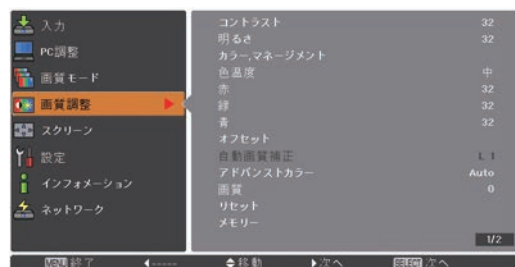 入力
PC調整
画質モード
画質調整
スクリーン
設定
インフォメーション
ネットワーク
コントラスト 32
明るさ 32
カラー,マネージメント
色温度 中
赤 32
緑 32
青 32
オフセット
自動画質補正 L 1
アドバンストカラー Auto
画質 0
リセット
メモリー
1/2
MENU 終了 ◀----- 移動 ▶次へ SELECT 次へ